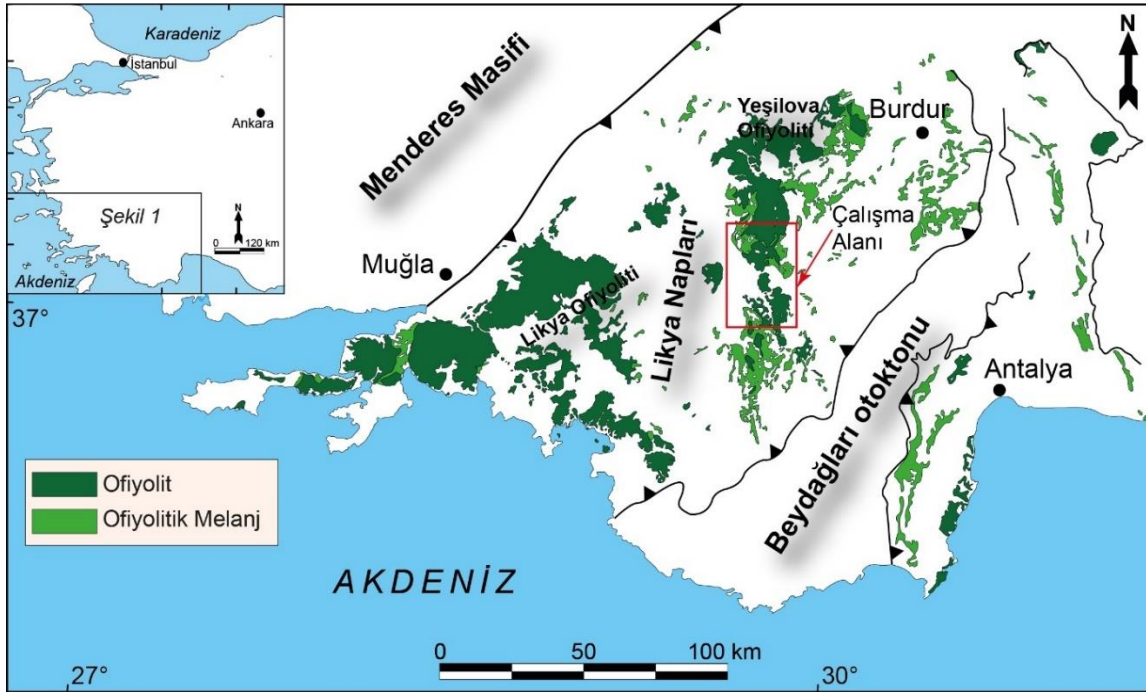 Karadeniz
İstanbul
Ankara
Şekil 1
N
0 120 km
Akdeniz
37°
Menderes Masifi
Yeşilova
Ofiyoliti
Burdur
N
Çalışma
Alanı
Muğla
Likya Ofiyoliti
Likya Napları
Beydağları otoktonu
Antalya
Ofiyolit
Ofiyolitik Melanj
AKDENİZ
0 50 100 km
27°
30°